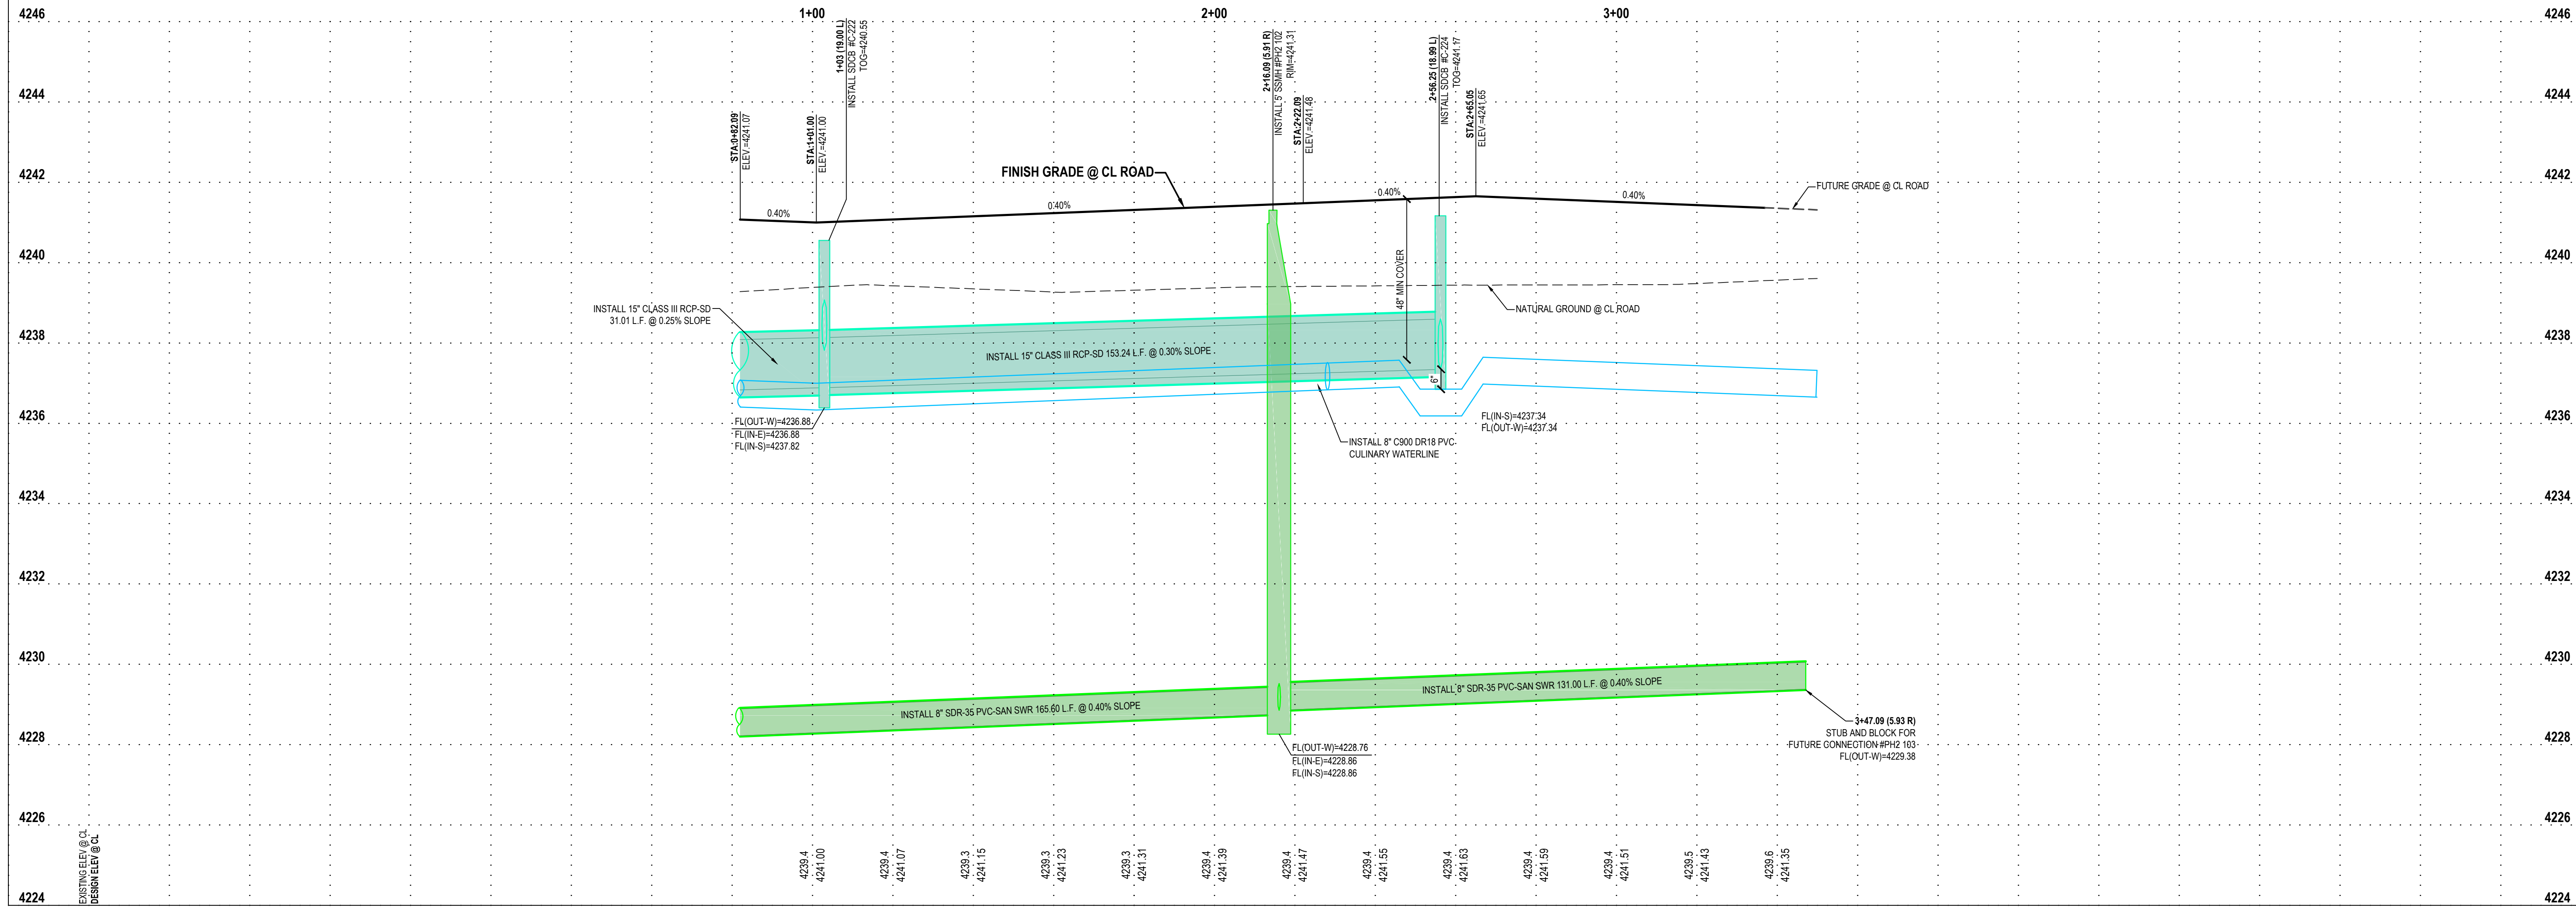 1+00
2+00
3+00
4246
4246
4244
4244
4242
4242
4240
4240
4238
4238
4236
4236
4234
4234
4232
4232
4230
4230
4228
4228
4226
4226
4224
4224
STA:0+82.09
ELEV.=4241.07
STA:1+01.00
ELEV.=4241.00
1+03 (19.00 L)
INSTALL SDCB #C-222
TOG=4240.55
2+16.09 (5.91 R)
INSTALL 5' SSMH #PH2 102
RIM=4241.31
STA:2+22.09
ELEV.=4241.48
2+56.25 (18.99 L)
INSTALL SDCB #C-224
TOG=4241.17
STA:2+65.05
ELEV.=4241.65
FINISH GRADE @ CL ROAD
FUTURE GRADE @ CL ROAD
0.40%
0.40%
0.40%
0.40%
48" MIN COVER
NATURAL GROUND @ CL ROAD
INSTALL 15" CLASS III RCP-SD
31.01 L.F. @ 0.25% SLOPE
INSTALL 15" CLASS III RCP-SD 153.24 L.F. @ 0.30% SLOPE
6"
FL(OUT-W)=4236.88
FL(IN-E)=4236.88
FL(IN-S)=4237.82
FL(IN-S)=4237.34
FL(OUT-W)=4237.34
INSTALL 8" C900 DR18 PVC
CULINARY WATERLINE
INSTALL 8" SDR-35 PVC-SAN SWR 165.60 L.F. @ 0.40% SLOPE
INSTALL 8" SDR-35 PVC-SAN SWR 131.00 L.F. @ 0.40% SLOPE
FL(OUT-W)=4228.76
FL(IN-E)=4228.86
FL(IN-S)=4228.86
3+47.09 (5.93 R)
STUB AND BLOCK FOR
FUTURE CONNECTION #PH2 103
FL(OUT-W)=4229.38
EXISTING ELEV @ CL
DESIGN ELEV @ CL
4239.4
4241.00
4239.4
4241.07
4239.3
4241.15
4239.3
4241.23
4239.3
4241.31
4239.4
4241.39
4239.4
4241.47
4239.4
4241.55
4239.4
4241.63
4239.4
4241.59
4239.4
4241.51
4239.5
4241.43
4239.6
4241.35